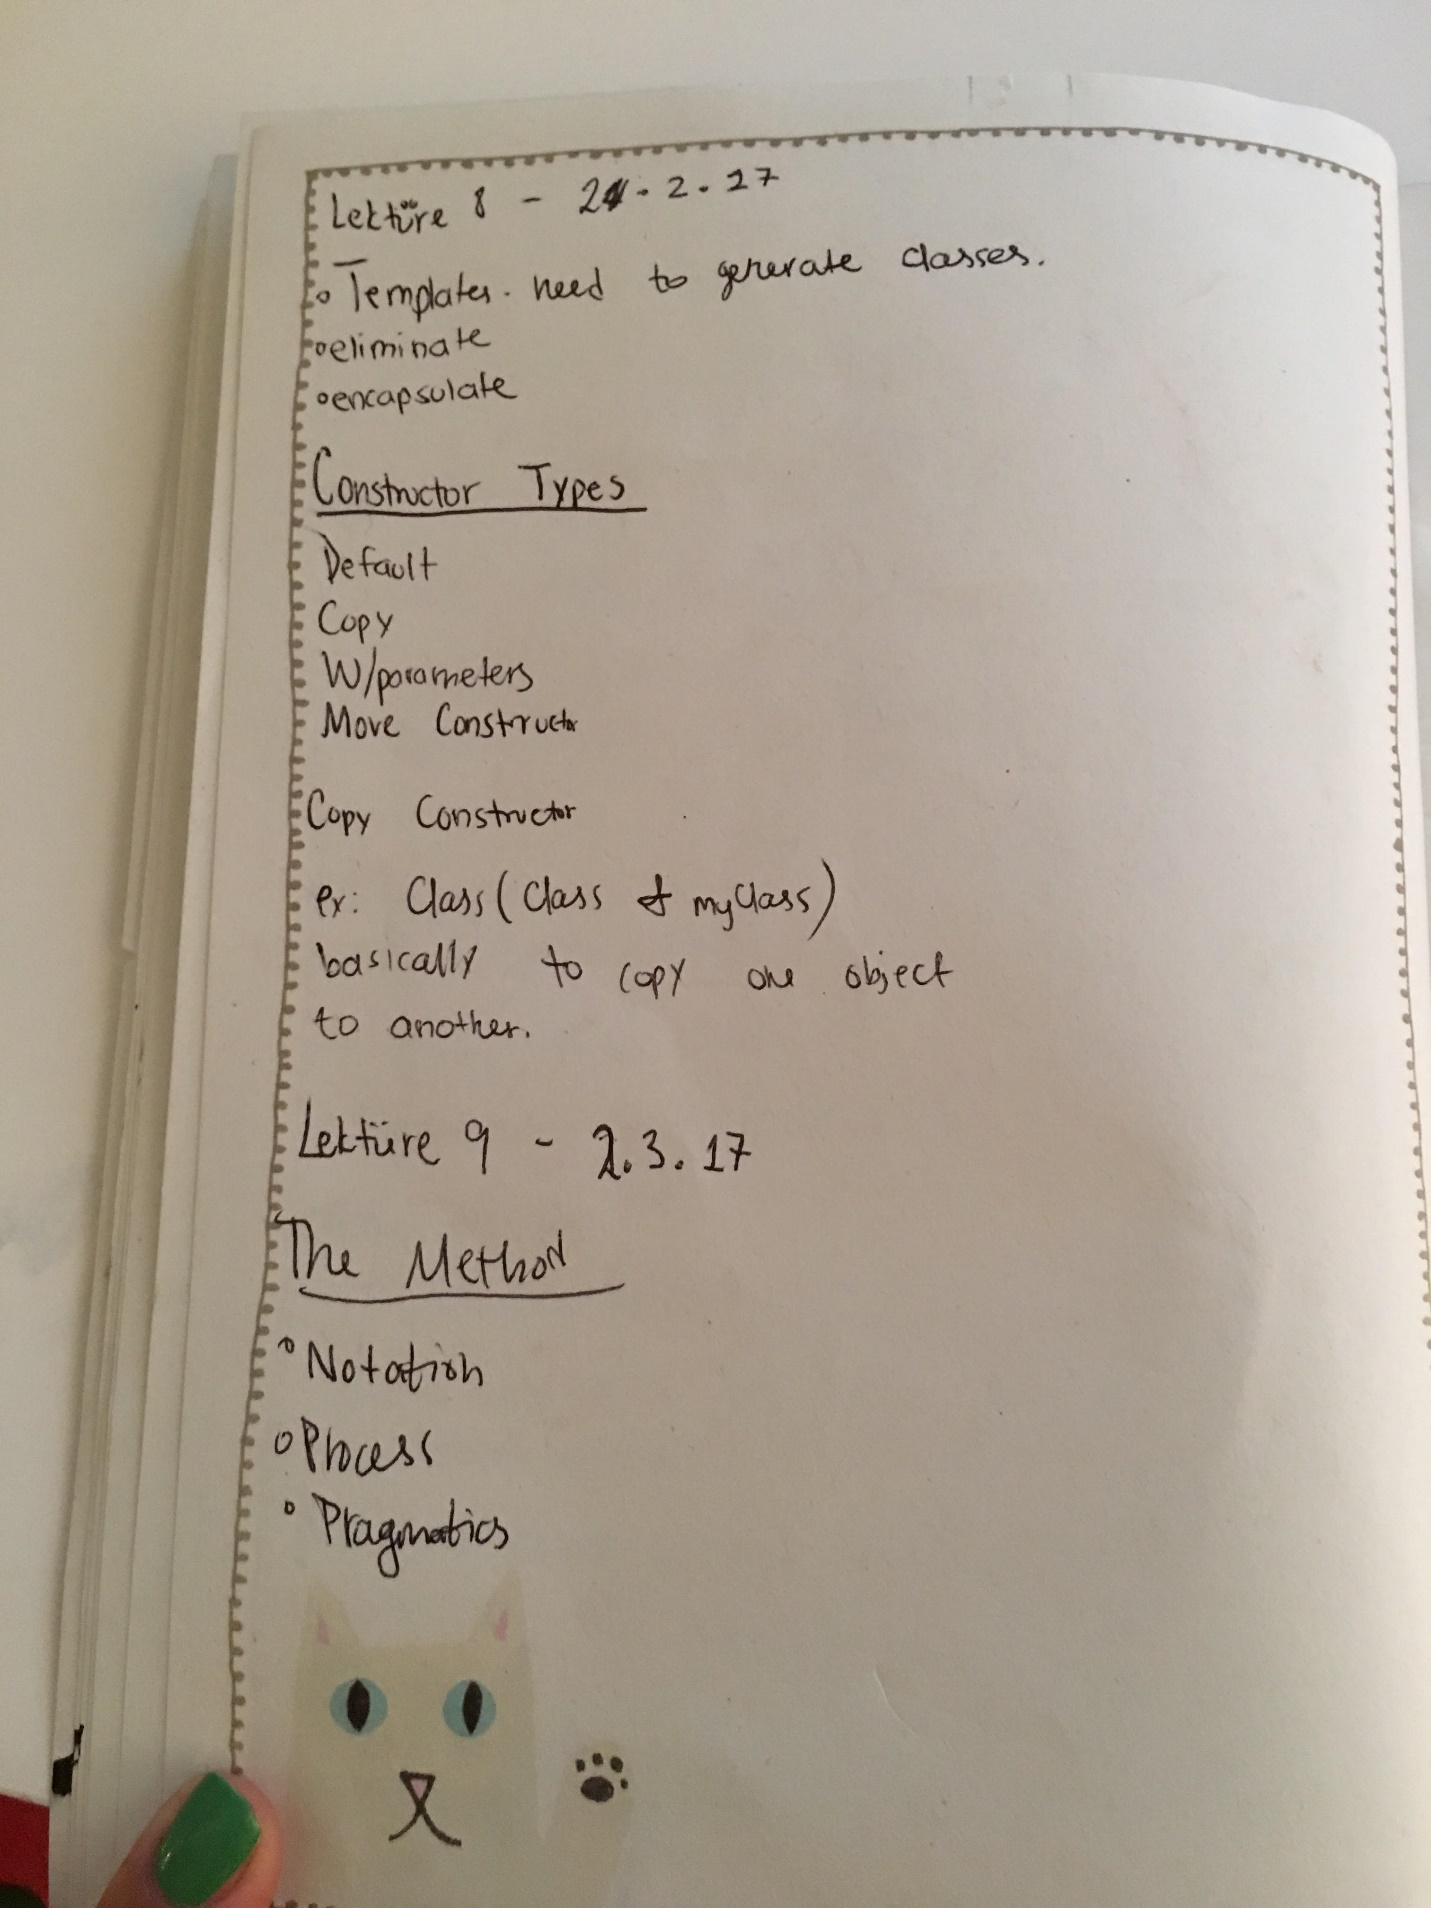 Lektüre 8 - 21.2.17
◦ Templates. need to generate classes.
◦ eliminate
◦ encapsulate
Constructor Types
Default
Copy
W/parameters
Move Constructor
Copy Constructor
ex: Class(Class & myClass)
basically to copy one object
to another.
Lektüre 9 - 2.3.17
The Method
◦ Notation
◦ Process
◦ Pragmatics